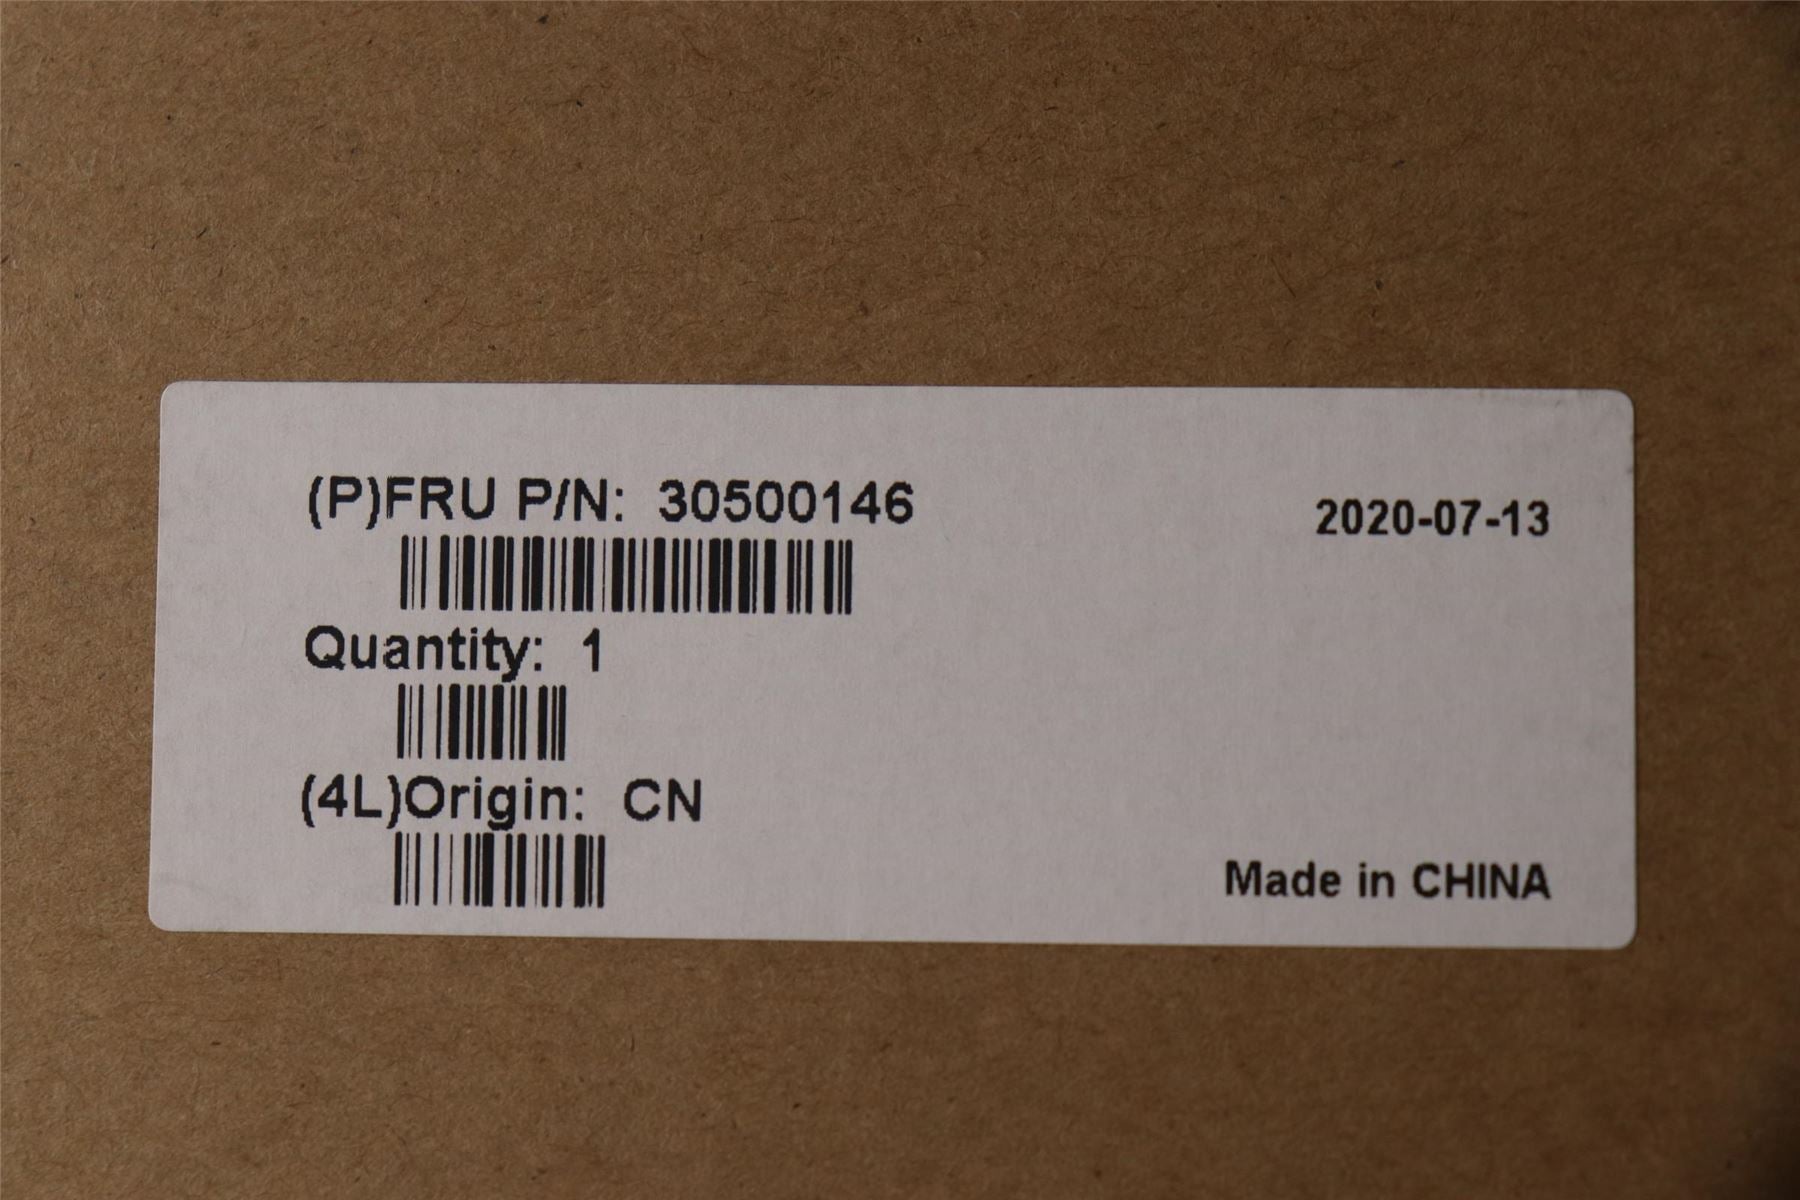 (P)FRU P/N: 30500146
2020-07-13
Quantity: 1
(4L)Origin: CN
Made in CHINA